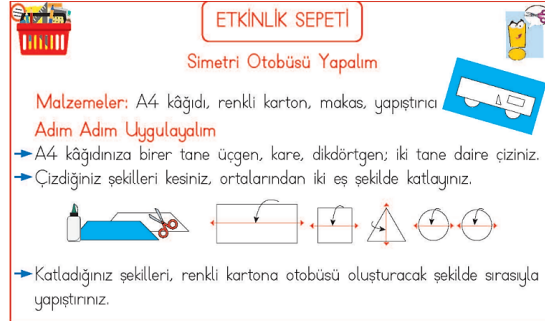 ETKİNLİK SEPETİ
Simetri Otobüsü Yapalım
Malzemeler: A4 kâğıdı, renkli karton, makas, yapıştırıcı
Adım Adım Uygulayalım
A4 kâğıdınıza birer tane üçgen, kare, dikdörtgen; iki tane daire çiziniz.
Çizdiğiniz şekilleri kesiniz, ortalarından iki eş şekilde katlayınız.
Katladığınız şekilleri, renkli kartona otobüsü oluşturacak şekilde sırasıyla
yapıştırınız.